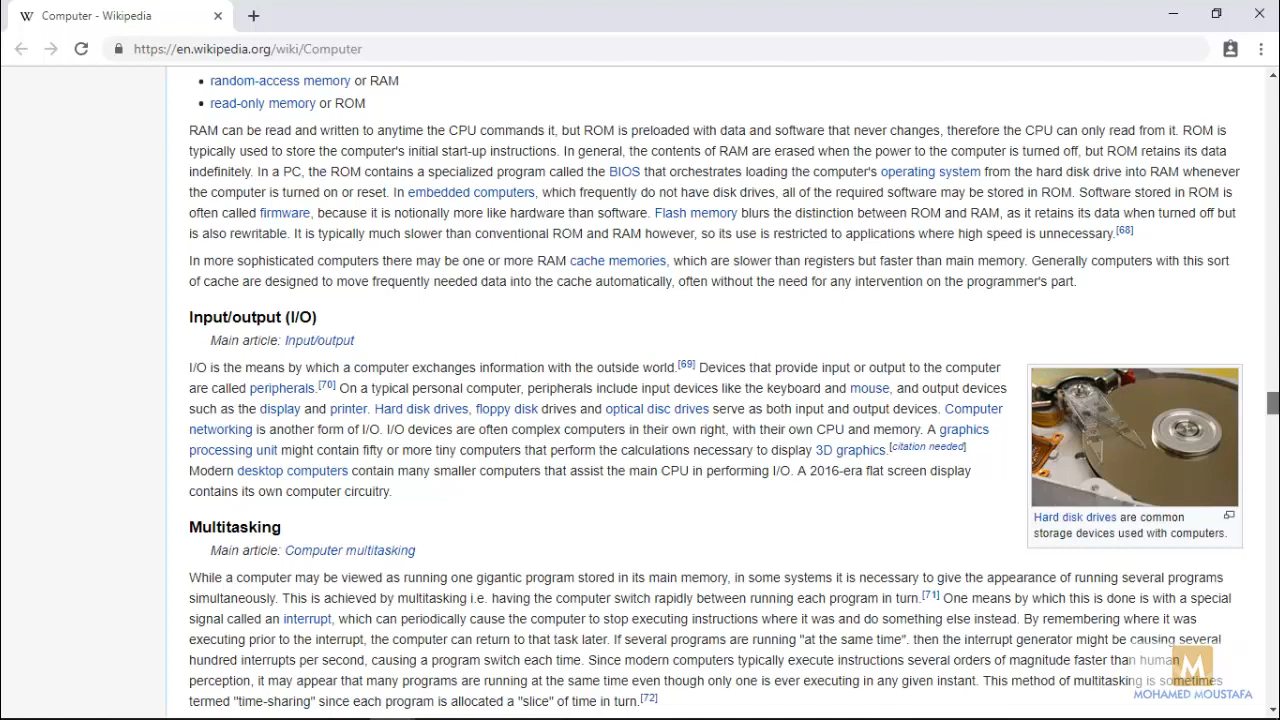 Computer - Wikipedia
https://en.wikipedia.org/wiki/Computer
random-access memory or RAM
read-only memory or ROM
RAM can be read and written to anytime the CPU commands it, but ROM is preloaded with data and software that never changes, therefore the CPU can only read from it. ROM is
typically used to store the computer's initial start-up instructions. In general, the contents of RAM are erased when the power to the computer is turned off, but ROM retains its data
indefinitely. In a PC, the ROM contains a specialized program called the BIOS that orchestrates loading the computer's operating system from the hard disk drive into RAM whenever
the computer is turned on or reset. In embedded computers, which frequently do not have disk drives, all of the required software may be stored in ROM. Software stored in ROM is
often called firmware, because it is notionally more like hardware than software. Flash memory blurs the distinction between ROM and RAM, as it retains its data when turned off but
is also rewritable. It is typically much slower than conventional ROM and RAM however, so its use is restricted to applications where high speed is unnecessary.[68]
In more sophisticated computers there may be one or more RAM cache memories, which are slower than registers but faster than main memory. Generally computers with this sort
of cache are designed to move frequently needed data into the cache automatically, often without the need for any intervention on the programmer's part.
Input/output (I/O)
Main article: Input/output
I/O is the means by which a computer exchanges information with the outside world.[69] Devices that provide input or output to the computer
are called peripherals.[70] On a typical personal computer, peripherals include input devices like the keyboard and mouse, and output devices
such as the display and printer. Hard disk drives, floppy disk drives and optical disc drives serve as both input and output devices. Computer
networking is another form of I/O. I/O devices are often complex computers in their own right, with their own CPU and memory. A graphics
processing unit might contain fifty or more tiny computers that perform the calculations necessary to display 3D graphics.[citation needed]
Modern desktop computers contain many smaller computers that assist the main CPU in performing I/O. A 2016-era flat screen display
contains its own computer circuitry.
Hard disk drives are common
storage devices used with computers.
Multitasking
Main article: Computer multitasking
While a computer may be viewed as running one gigantic program stored in its main memory, in some systems it is necessary to give the appearance of running several programs
simultaneously. This is achieved by multitasking i.e. having the computer switch rapidly between running each program in turn.[71] One means by which this is done is with a special
signal called an interrupt, which can periodically cause the computer to stop executing instructions where it was and do something else instead. By remembering where it was
executing prior to the interrupt, the computer can return to that task later. If several programs are running "at the same time". then the interrupt generator might be causing several
hundred interrupts per second, causing a program switch each time. Since modern computers typically execute instructions several orders of magnitude faster than human
perception, it may appear that many programs are running at the same time even though only one is ever executing in any given instant. This method of multitasking is sometimes
termed "time-sharing" since each program is allocated a "slice" of time in turn.[72]
M
MOHAMED MOUSTAFA